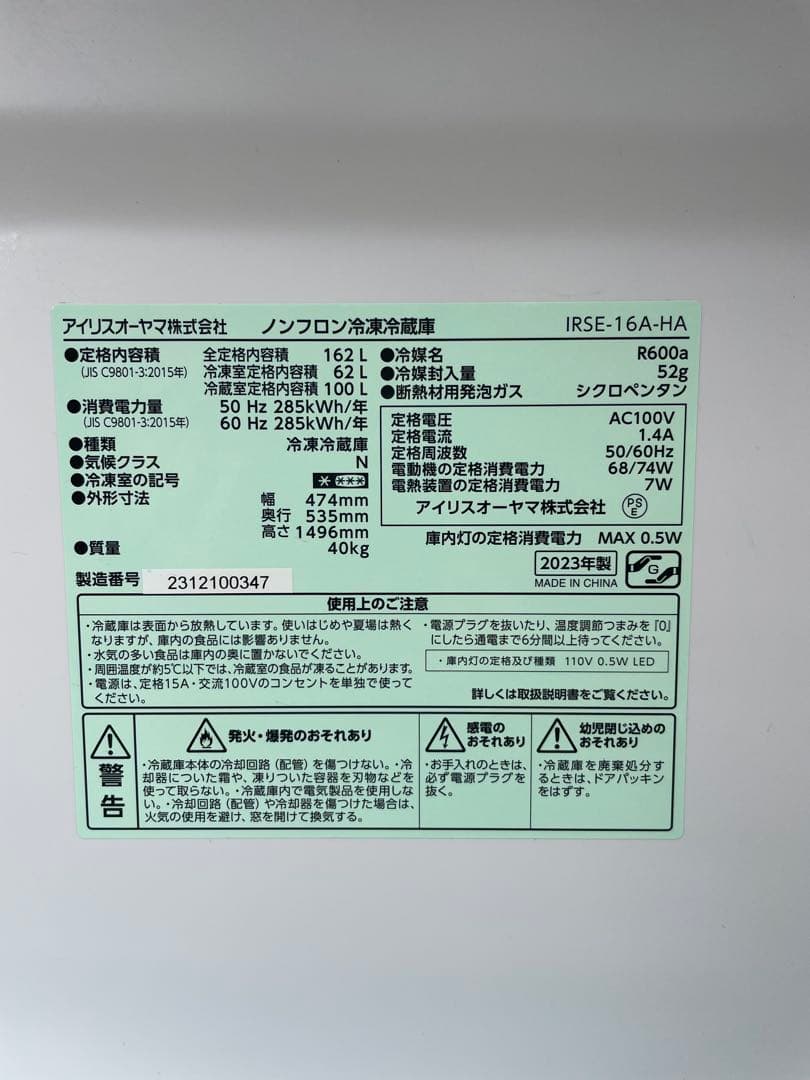 アイリスオーヤマ株式会社 ノンフロン冷凍冷蔵庫 IRSE-16A-HA
●定格内容積 全定格内容積 162 L
(JIS C9801-3:2015年) 冷凍室定格内容積 62 L
冷蔵室定格内容積 100 L
●消費電力量 50 Hz 285kWh/年
(JIS C9801-3:2015年) 60 Hz 285kWh/年
●種類 冷凍冷蔵庫
●気候クラス N
●冷凍室の記号 * ***
●外形寸法 幅 474mm
奥行 535mm
高さ 1496mm
●質量 40kg
製造番号 2312100347
●冷媒名 R600a
●冷媒封入量 52g
●断熱材用発泡ガス シクロペンタン
定格電圧 AC100V
定格電流 1.4A
定格周波数 50/60Hz
電動機の定格消費電力 68/74W
電熱装置の定格消費電力 7W
アイリスオーヤマ株式会社 PSE
庫内灯の定格消費電力 MAX 0.5W
2023年製
MADE IN CHINA
G
使用上のご注意
・冷蔵庫は表面から放熱しています。使いはじめや夏場は熱く
なりますが、庫内の食品には影響ありません。
・水気の多い食品は庫内の奥に置かないでください。
・周囲温度が約5℃以下では、冷蔵室の食品が凍ることがあります。
・電源は、定格15A・交流100Vのコンセントを単独で使って
ください。
・電源プラグを抜いたり、温度調節つまみを『0』
にしたら通電まで6分間以上待ってください。
・庫内灯の定格及び種類 110V 0.5W LED
詳しくは取扱説明書をご覧ください。
警告
発火・爆発のおそれあり
・冷蔵庫本体の冷却回路（配管）を傷つけない。・冷
却器についた霜や、凍りついた容器を刃物などを
使って取らない。・冷蔵庫内で電気製品を使用しな
い。・冷却回路（配管）や冷却器を傷つけた場合は、
火気の使用を避け、窓を開けて換気する。
感電の
おそれあり
・お手入れのときは、
必ず電源プラグを
抜く。
幼児閉じ込めの
おそれあり
・冷蔵庫を廃棄処分す
るときは、ドアパッキン
をはずす。